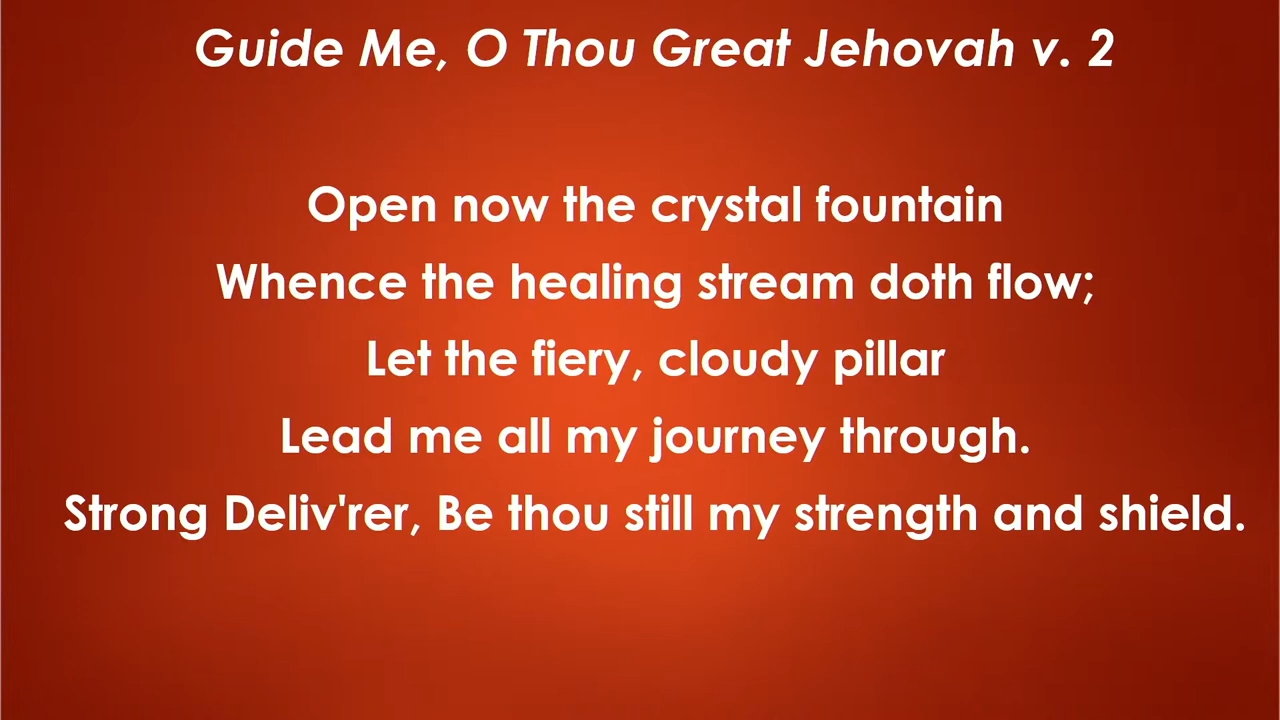 Guide Me, O Thou Great Jehovah v. 2
Open now the crystal fountain
Whence the healing stream doth flow;
Let the fiery, cloudy pillar
Lead me all my journey through.
Strong Deliv'rer, Be thou still my strength and shield.